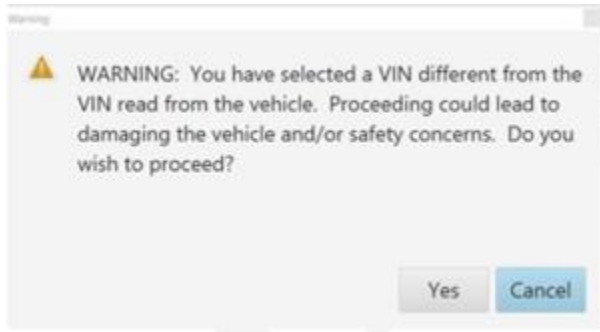 Warning
WARNING: You have selected a VIN different from the
VIN read from the vehicle. Proceeding could lead to
damaging the vehicle and/or safety concerns. Do you
wish to proceed?
Yes
Cancel